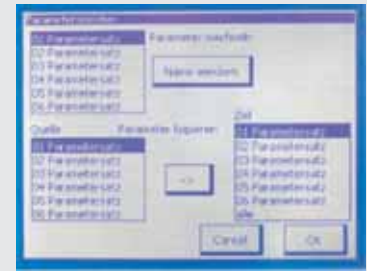 01 Parametersatz
02 Parametersatz
03 Parametersatz
04 Parametersatz
05 Parametersatz
06 Parametersatz
Parameter
Name aendern
Quelle
Parameter kopieren
Ziel
01 Parametersatz
02 Parametersatz
03 Parametersatz
04 Parametersatz
05 Parametersatz
06 Parametersatz
01 Parametersatz
02 Parametersatz
03 Parametersatz
04 Parametersatz
05 Parametersatz
06 Parametersatz
alle
Cancel
Ok